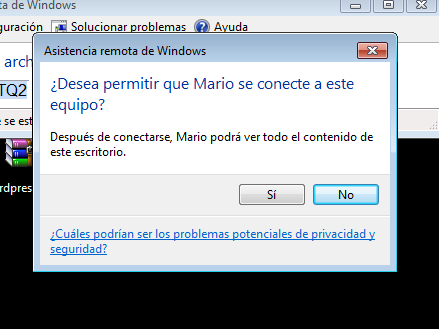 ta de Windows
guración Solucionar problemas Ayuda
Asistencia remota de Windows
arch
¿Desea permitir que Mario se conecte a este
equipo?
TQ2
e se est
Después de conectarse, Mario podrá ver todo el contenido de
este escritorio.
rdpres
Sí No
¿Cuáles podrían ser los problemas potenciales de privacidad y
seguridad?